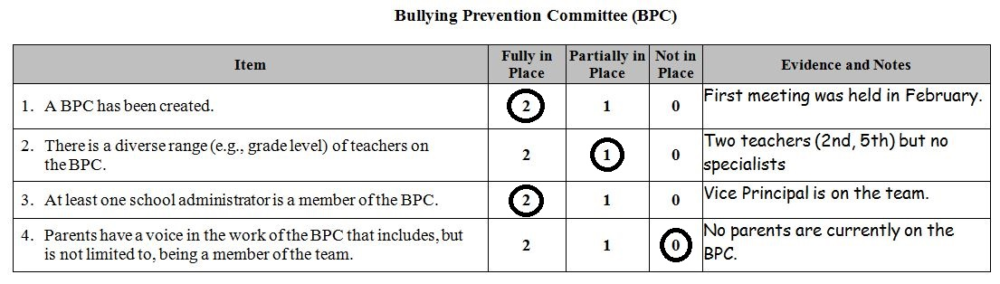 Bullying Prevention Committee (BPC)
Item
Fully in Place
Partially in Place
Not in Place
Evidence and Notes
1. A BPC has been created.
2
1
0
First meeting was held in February.
2. There is a diverse range (e.g., grade level) of teachers on
the BPC.
2
1
0
Two teachers (2nd, 5th) but no
specialists
3. At least one school administrator is a member of the BPC.
2
1
0
Vice Principal is on the team.
4. Parents have a voice in the work of the BPC that includes, but
is not limited to, being a member of the team.
2
1
0
No parents are currently on the
BPC.